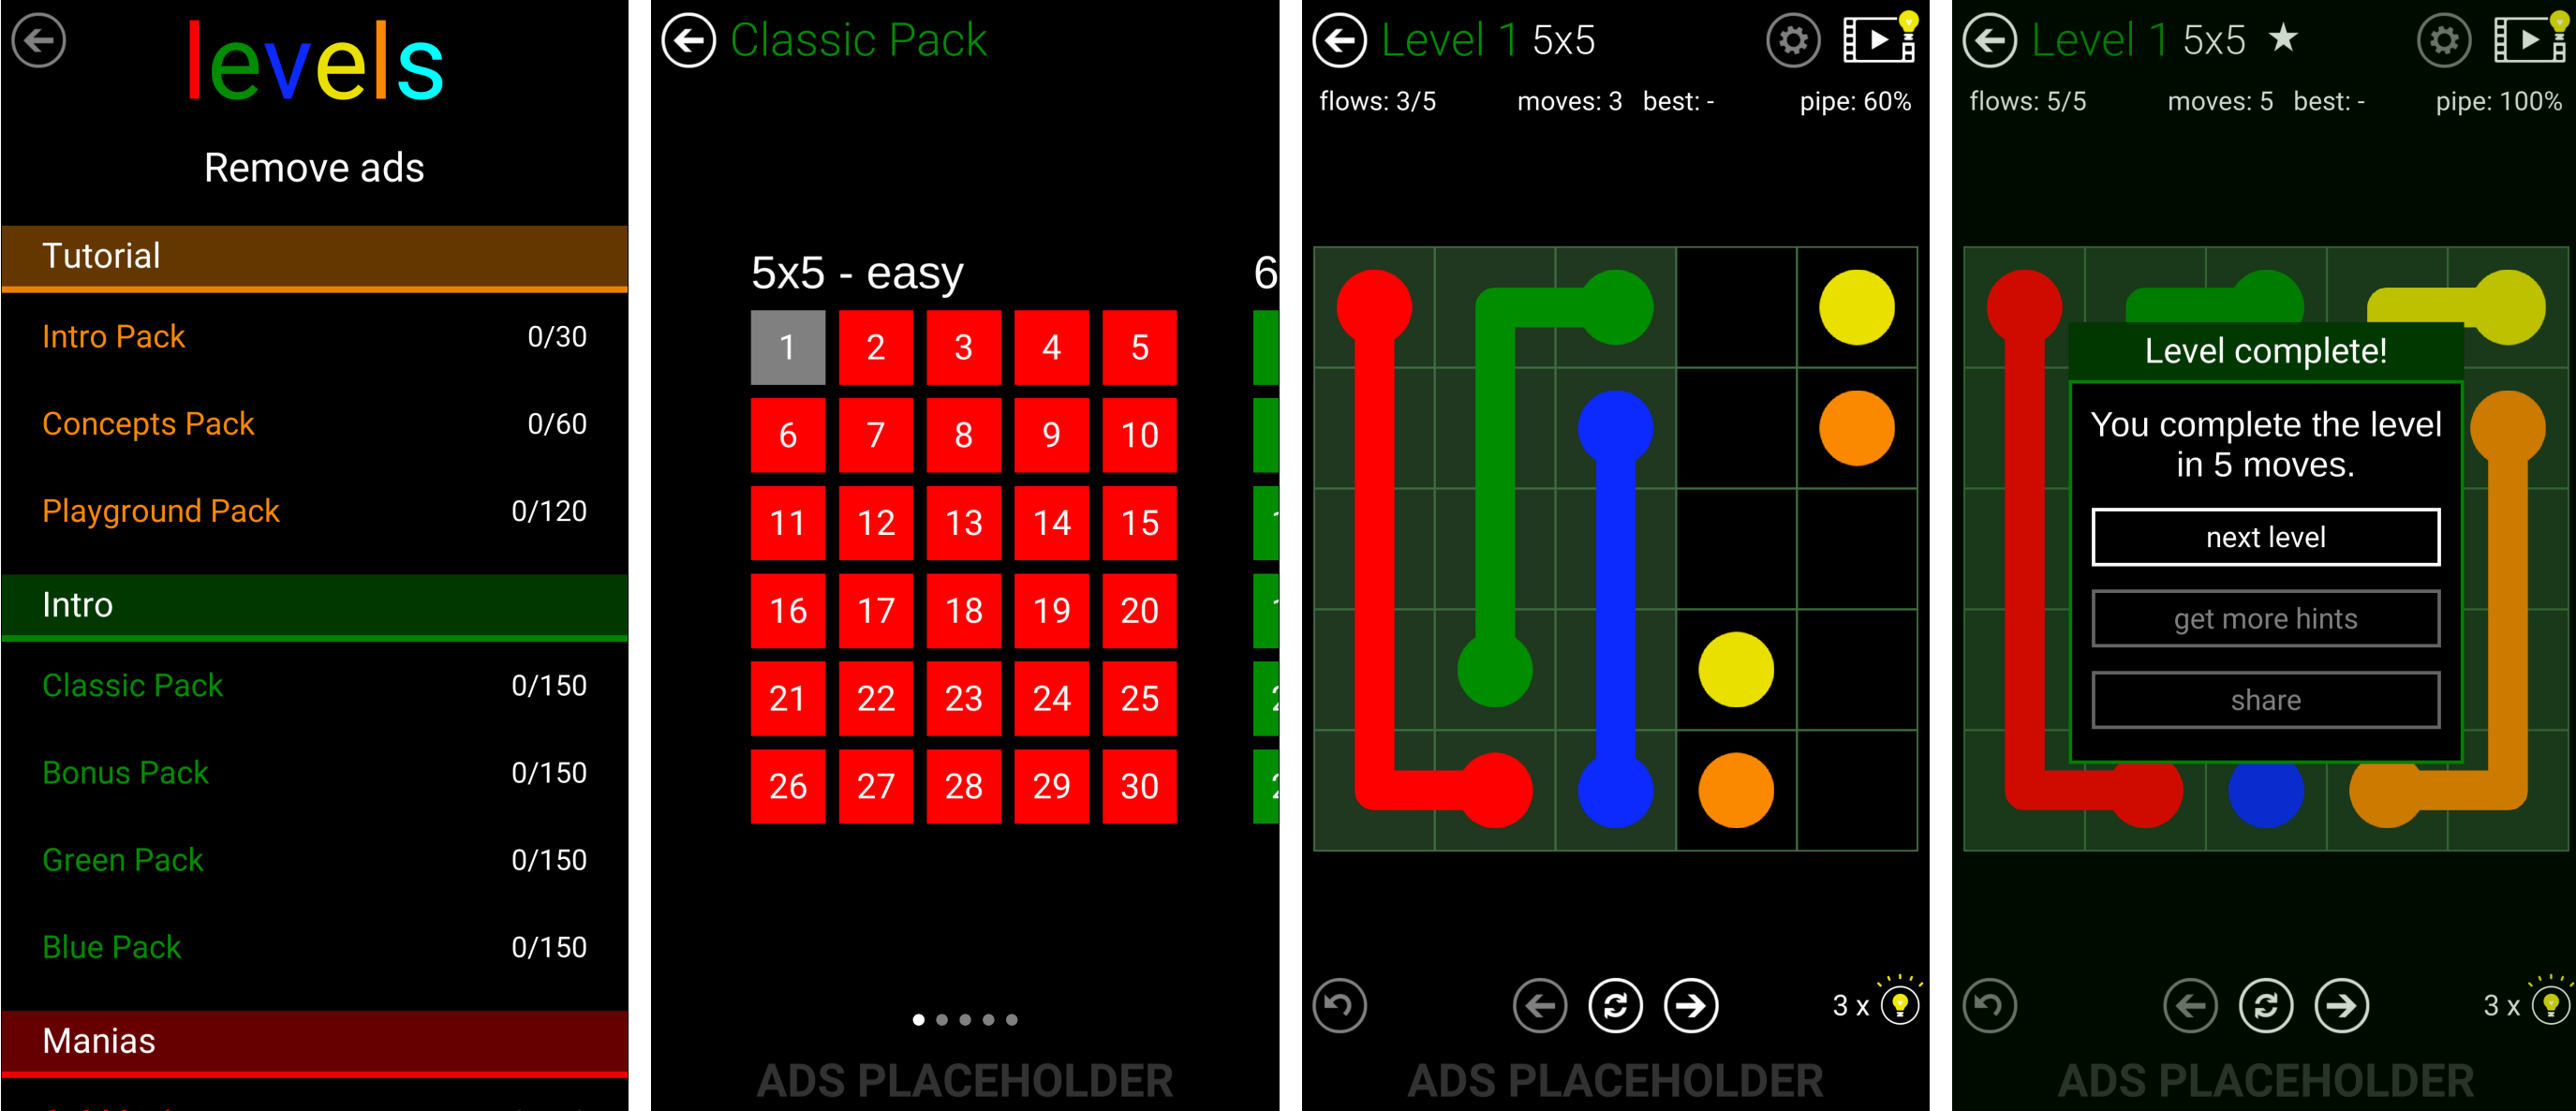 levels
Remove ads
Tutorial
Intro Pack 0/30
Concepts Pack 0/60
Playground Pack 0/120
Intro
Classic Pack 0/150
Bonus Pack 0/150
Green Pack 0/150
Blue Pack 0/150
Manias
Classic Pack
5x5 - easy
6
1 2 3 4 5
6 7 8 9 10
11 12 13 14 15
16 17 18 19 20
21 22 23 24 25
26 27 28 29 30
ADS PLACEHOLDER
Level 1 5x5
flows: 3/5 moves: 3 best: - pipe: 60%
3 x
ADS PLACEHOLDER
Level 1 5x5 ★
flows: 5/5 moves: 5 best: - pipe: 100%
Level complete!
You complete the level
in 5 moves.
next level
get more hints
share
3 x
ADS PLACEHOLDER